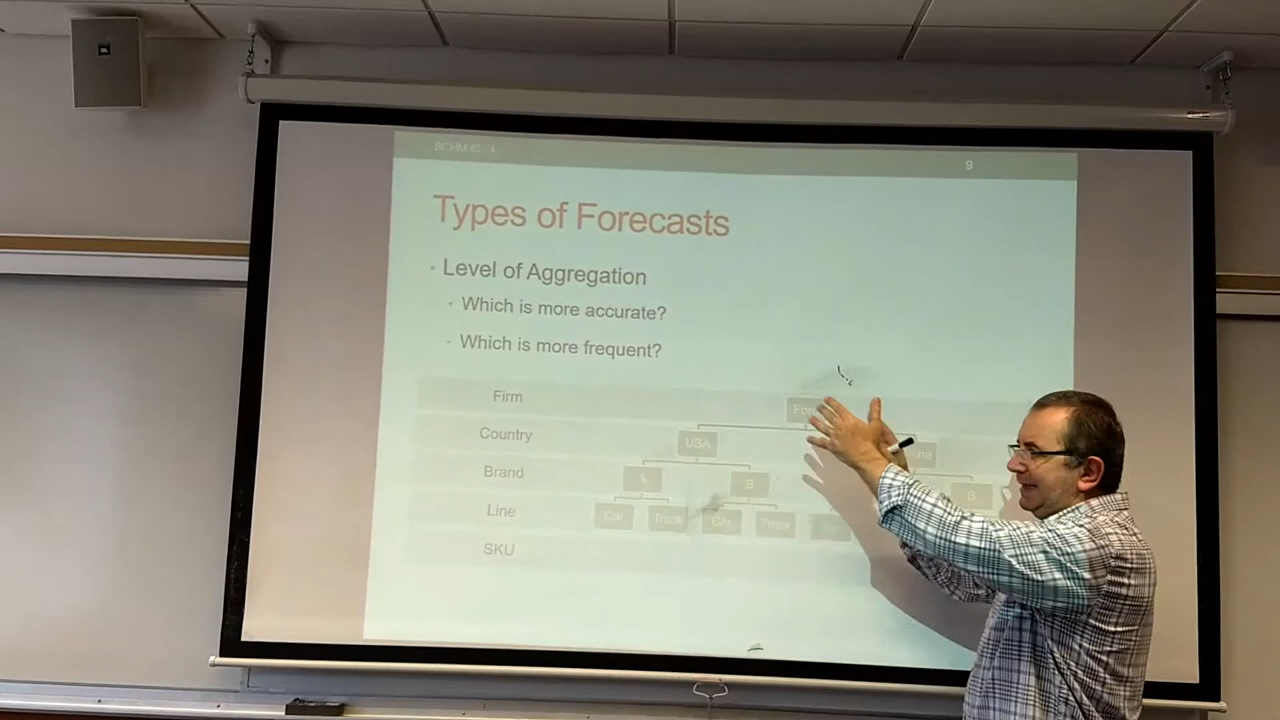 9
Types of Forecasts
• Level of Aggregation
• Which is more accurate?
• Which is more frequent?
Firm
Country
USA
Brand
A
B
B
Line
Car
Truck
Car
Truck
SKU
JBL